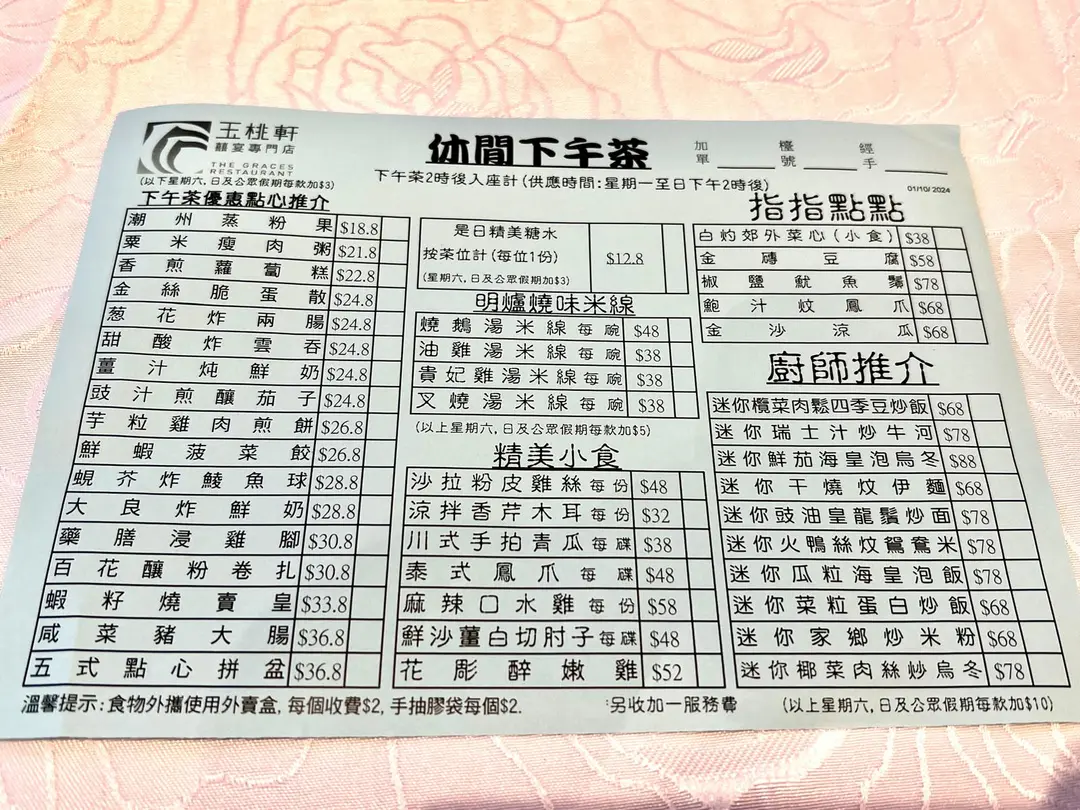 玉桃軒
囍宴專門店
THE GRACES
RESTAURANT
休閒下午茶
加單 檯號 經手
下午茶2時後入座計(供應時間:星期一至日下午2時後)
01/10/2024
(以下星期六,日及公眾假期每款加$3)
下午茶優惠點心推介
潮州蒸粉果 $18.8
粟米瘦肉粥 $21.8
香煎蘿蔔糕 $22.8
金絲脆蛋散 $24.8
葱花炸兩腸 $24.8
甜酸炸雲吞 $24.8
薑汁炖鮮奶 $24.8
豉汁煎釀茄子 $24.8
芋粒雞肉煎餅 $26.8
鮮蝦菠菜餃 $26.8
蜆芥炸鯪魚球 $28.8
大良炸鮮奶 $28.8
藥膳浸雞腳 $30.8
百花釀粉卷扎 $30.8
蝦籽燒賣皇 $33.8
咸菜豬大腸 $36.8
五式點心拼盆 $36.8
是日精美糖水
按茶位計(每位1份) $12.8
(星期六,日及公眾假期加$3)
明爐燒味米線
燒鵝湯米線每碗 $48
油雞湯米線每碗 $38
貴妃雞湯米線每碗 $38
叉燒湯米線每碗 $38
(以上星期六,日及公眾假期每款加$5)
精美小食
沙拉粉皮雞絲每份 $48
涼拌香芹木耳每份 $32
川式手拍青瓜每碟 $38
泰式鳳爪每碟 $48
麻辣口水雞每份 $58
鮮沙薑白切肘子每碟 $48
花彫醉嫩雞 $52
指指點點
白灼郊外菜心(小食) $38
金磚豆腐 $58
椒鹽魷魚鬚 $78
鮑汁炆鳳爪 $68
金沙涼瓜 $68
廚師推介
迷你欖菜肉鬆四季豆炒飯 $68
迷你瑞士汁炒牛河 $78
迷你鮮茄海皇泡烏冬 $88
迷你干燒炆伊麵 $68
迷你豉油皇龍鬚炒面 $78
迷你火鴨絲炆鴛鴦米 $78
迷你瓜粒海皇泡飯 $78
迷你菜粒蛋白炒飯 $68
迷你家鄉炒米粉 $68
迷你椰菜肉絲炒烏冬 $78
溫馨提示:食物外攜使用外賣盒,每個收費$2,手抽膠袋每個$2.
另收加一服務費
(以上星期六,日及公眾假期每款加$10)